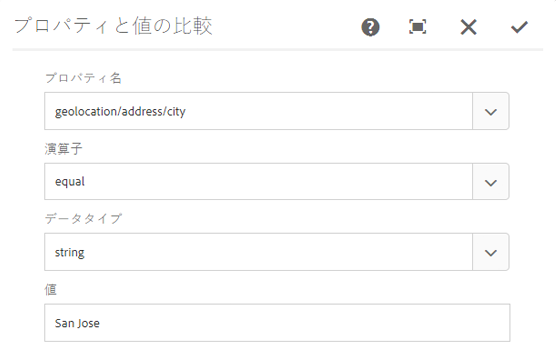 プロパティと値の比較
プロパティ名
geolocation/address/city
演算子
equal
データタイプ
string
値
San Jose